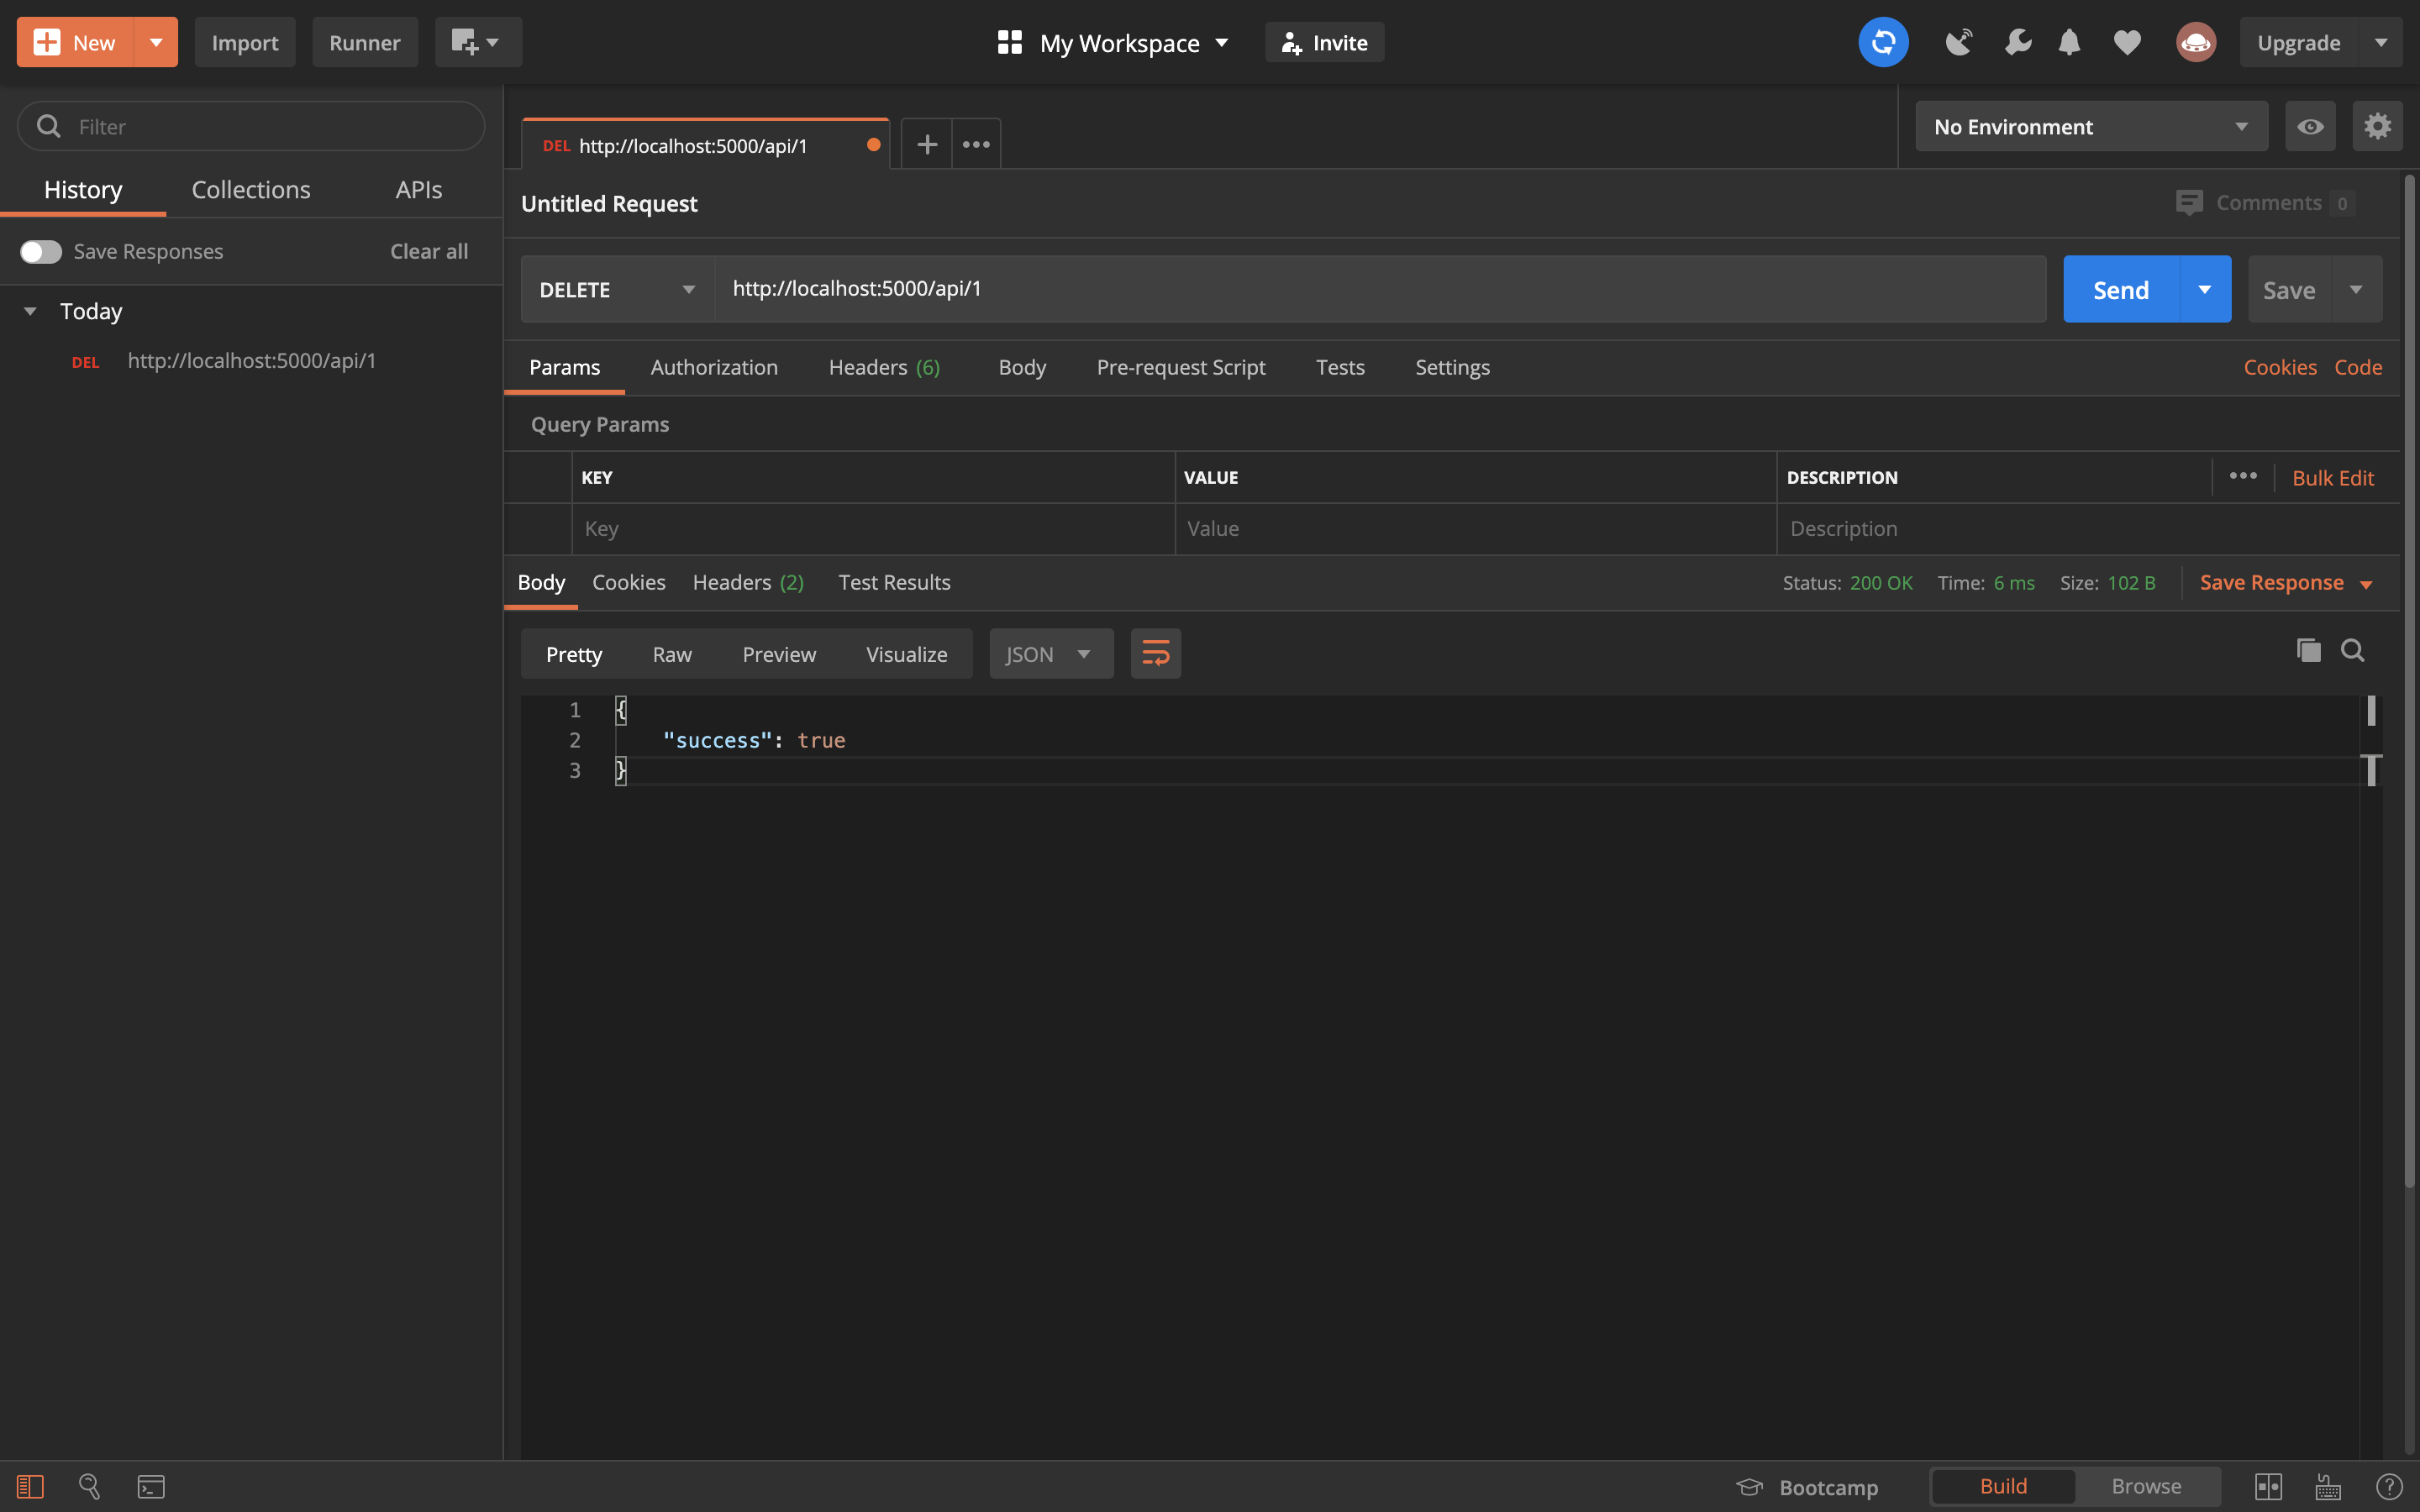 New
Import
Runner
My Workspace
Invite
Upgrade
Filter
History
Collections
APIs
Save Responses
Clear all
Today
DEL http://localhost:5000/api/1
DEL http://localhost:5000/api/1
No Environment
Untitled Request
Comments 0
DELETE
http://localhost:5000/api/1
Send
Save
Params
Authorization
Headers (6)
Body
Pre-request Script
Tests
Settings
Cookies
Code
Query Params
KEY
VALUE
DESCRIPTION
Bulk Edit
Key
Value
Description
Body
Cookies
Headers (2)
Test Results
Status: 200 OK
Time: 6 ms
Size: 102 B
Save Response
Pretty
Raw
Preview
Visualize
JSON
1 {
2 "success": true
3 }
Bootcamp
Build
Browse